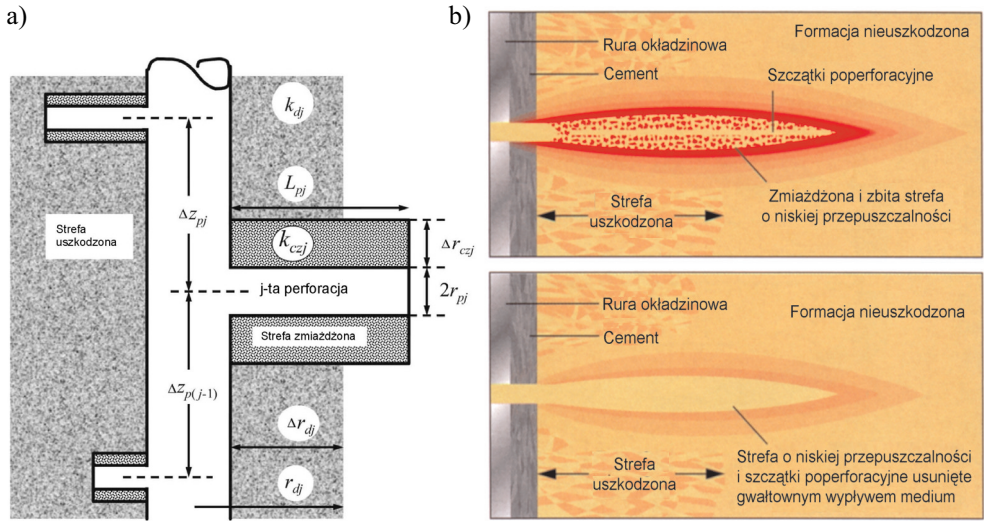 a)
k_dj
L_pj
Δz_pj
Strefa
uszkodzona
k_czj
Δr_czj
j-ta perforacja
2r_pj
Strefa zmiażdżona
Δz_p(j-1)
Δr_dj
r_dj
b)
Rura okładzinowa
Formacja nieuszkodzona
Cement
Szczątki poperforacyjne
Strefa
uszkodzona
Zmiażdżona i zbita strefa
o niskiej przepuszczalności
Rura okładzinowa
Formacja nieuszkodzona
Cement
Strefa
uszkodzona
Strefa o niskiej przepuszczalności
i szczątki poperforacyjne usunięte
gwałtownym wypływem medium